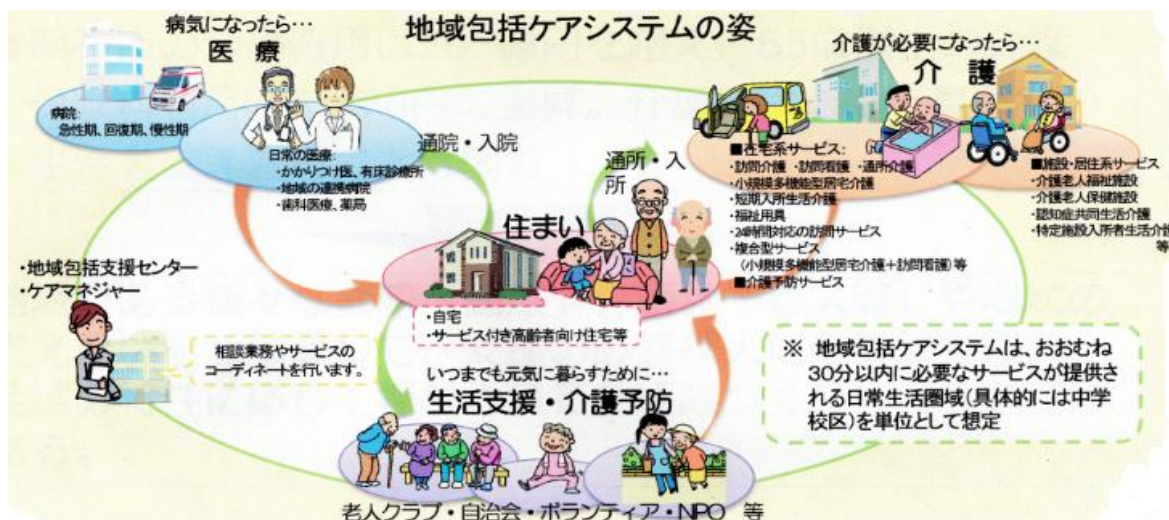 地域包括ケアシステムの姿
病気になったら…
医 療
病院:
急性期、回復期、慢性期
日常の医療:
・かかりつけ医、有床診療所
・地域の連携病院
・歯科医療、薬局
通院・入院
通所・入
所
介護が必要になったら…
介 護
■在宅系サービス:
・訪問介護 ・訪問看護 ・通所介護
・小規模多機能型居宅介護
・短期入所生活介護
・福祉用具
・24時間対応の訪問サービス
・複合型サービス
（小規模多機能型居宅介護＋訪問看護）等
■介護予防サービス
■施設・居住系サービス
・介護老人福祉施設
・介護老人保健施設
・認知症共同生活介護
・特定施設入所者生活介護
等
住まい
・自宅
・サービス付き高齢者向け住宅等
・地域包括支援センター
・ケアマネジャー
相談業務やサービスの
コーディネートを行います。
いつまでも元気に暮らすために…
生活支援・介護予防
老人クラブ・自治会・ボランティア・NPO 等
※ 地域包括ケアシステムは、おおむね
30分以内に必要なサービスが提供さ
れる日常生活圏域（具体的には中学
校区）を単位として想定